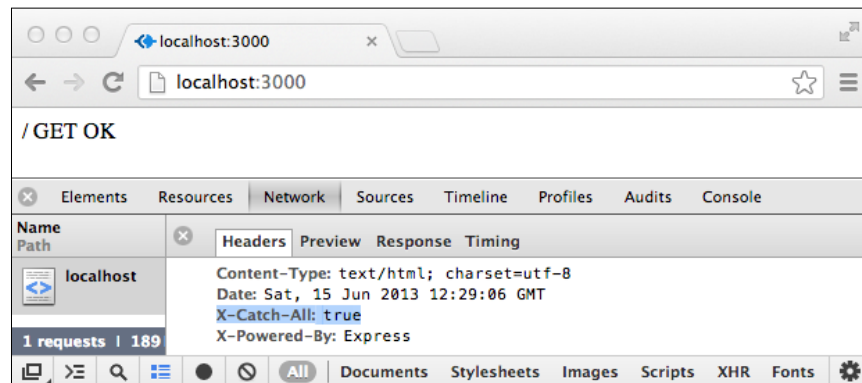 localhost:3000
localhost:3000
/ GET OK
Elements Resources Network Sources Timeline Profiles Audits Console
Name
Path
Headers Preview Response Timing
localhost
Content-Type: text/html; charset=utf-8
Date: Sat, 15 Jun 2013 12:29:06 GMT
X-Catch-All: true
X-Powered-By: Express
1 requests | 189
All Documents Stylesheets Images Scripts XHR Fonts